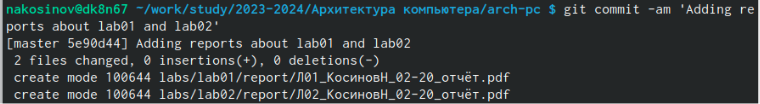 nakosinov@dk8n67 ~/work/study/2023-2024/Архитектура компьютера/arch-pc $ git commit -am 'Adding re
ports about lab01 and lab02'
[master 5e90d44] Adding reports about lab01 and lab02
 2 files changed, 0 insertions(+), 0 deletions(-)
 create mode 100644 labs/lab01/report/Л01_КосиновН_02-20_отчёт.pdf
 create mode 100644 labs/lab02/report/Л02_КосиновН_02-20_отчёт.pdf